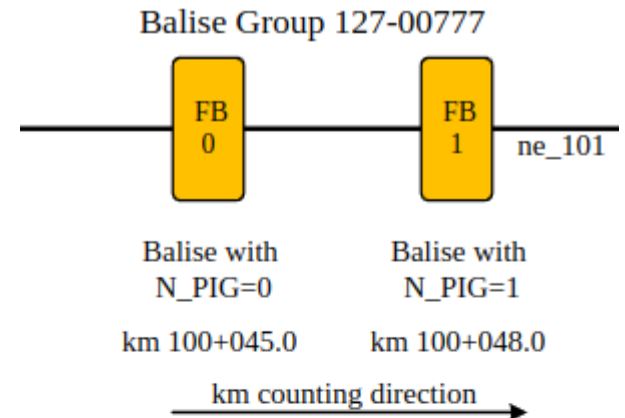 Balise Group 127-00777
FB
0
FB
1
ne_101
Balise with
N_PIG=0
Balise with
N_PIG=1
km 100+045.0
km 100+048.0
km counting direction